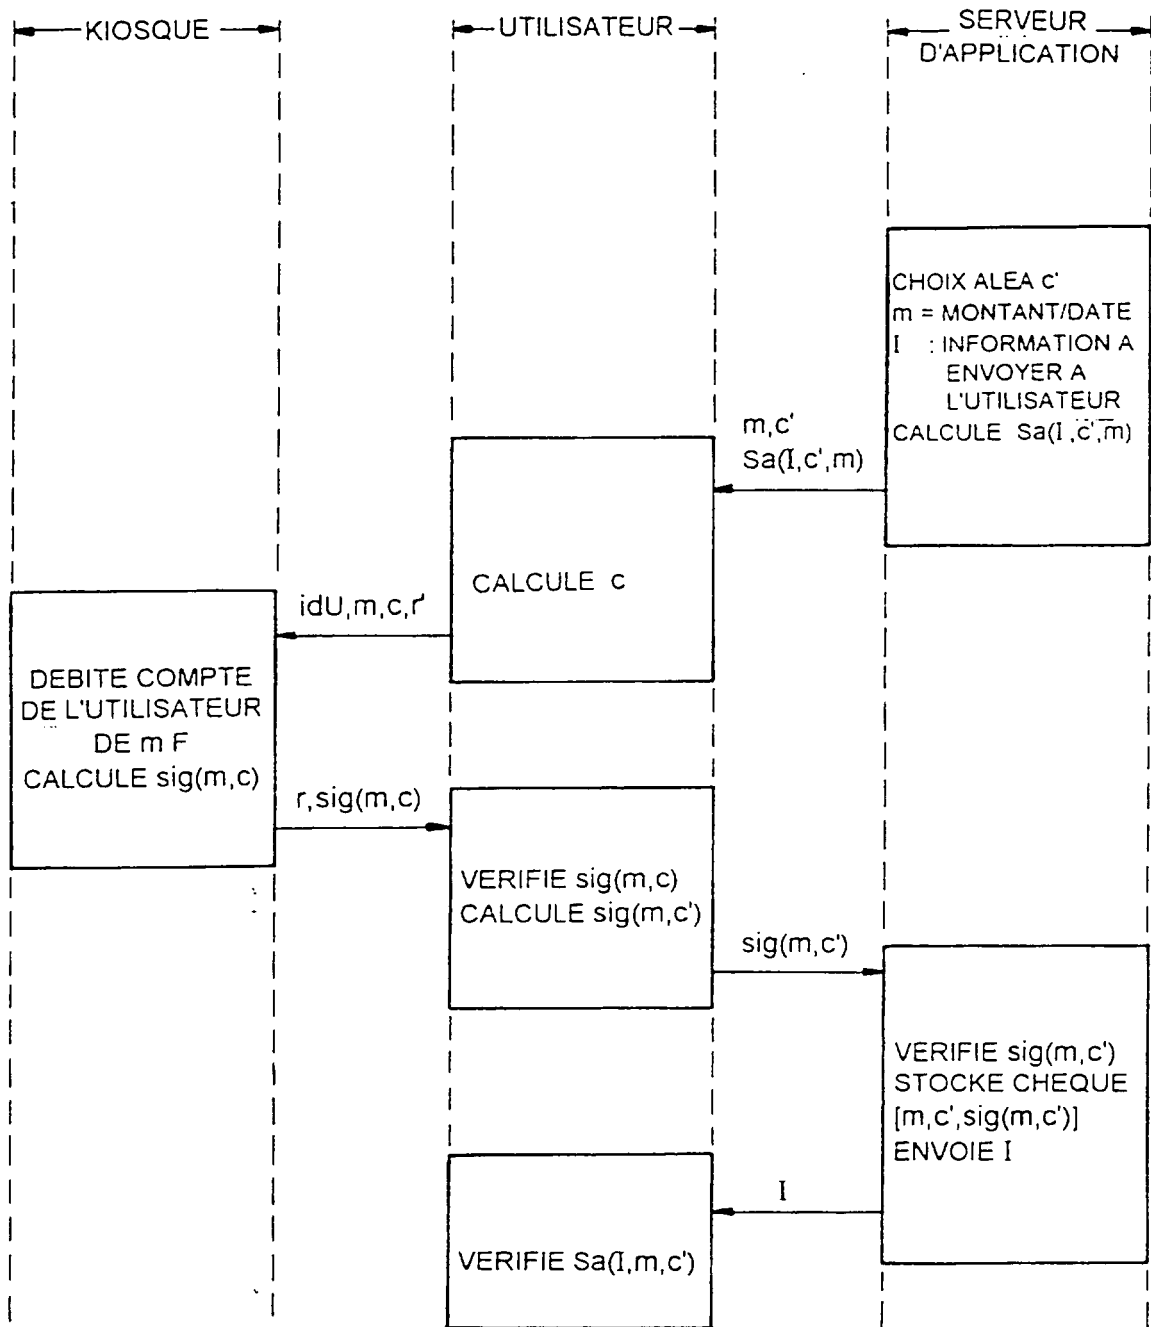 KIOSQUE
UTILISATEUR
SERVEUR
D'APPLICATION
CHOIX ALEA c'
m = MONTANT/DATE
I : INFORMATION A
ENVOYER A
L'UTILISATEUR
CALCULE Sa(I,c',m)
m,c'
Sa(I,c',m)
CALCULE c
idU,m,c,r'
DEBITE COMPTE
DE L'UTILISATEUR
DE m F
CALCULE sig(m,c)
r,sig(m,c)
VERIFIE sig(m,c)
CALCULE sig(m,c')
sig(m,c')
VERIFIE sig(m,c')
STOCKE CHEQUE
[m,c',sig(m,c')]
ENVOIE I
I
VERIFIE Sa(I,m,c')